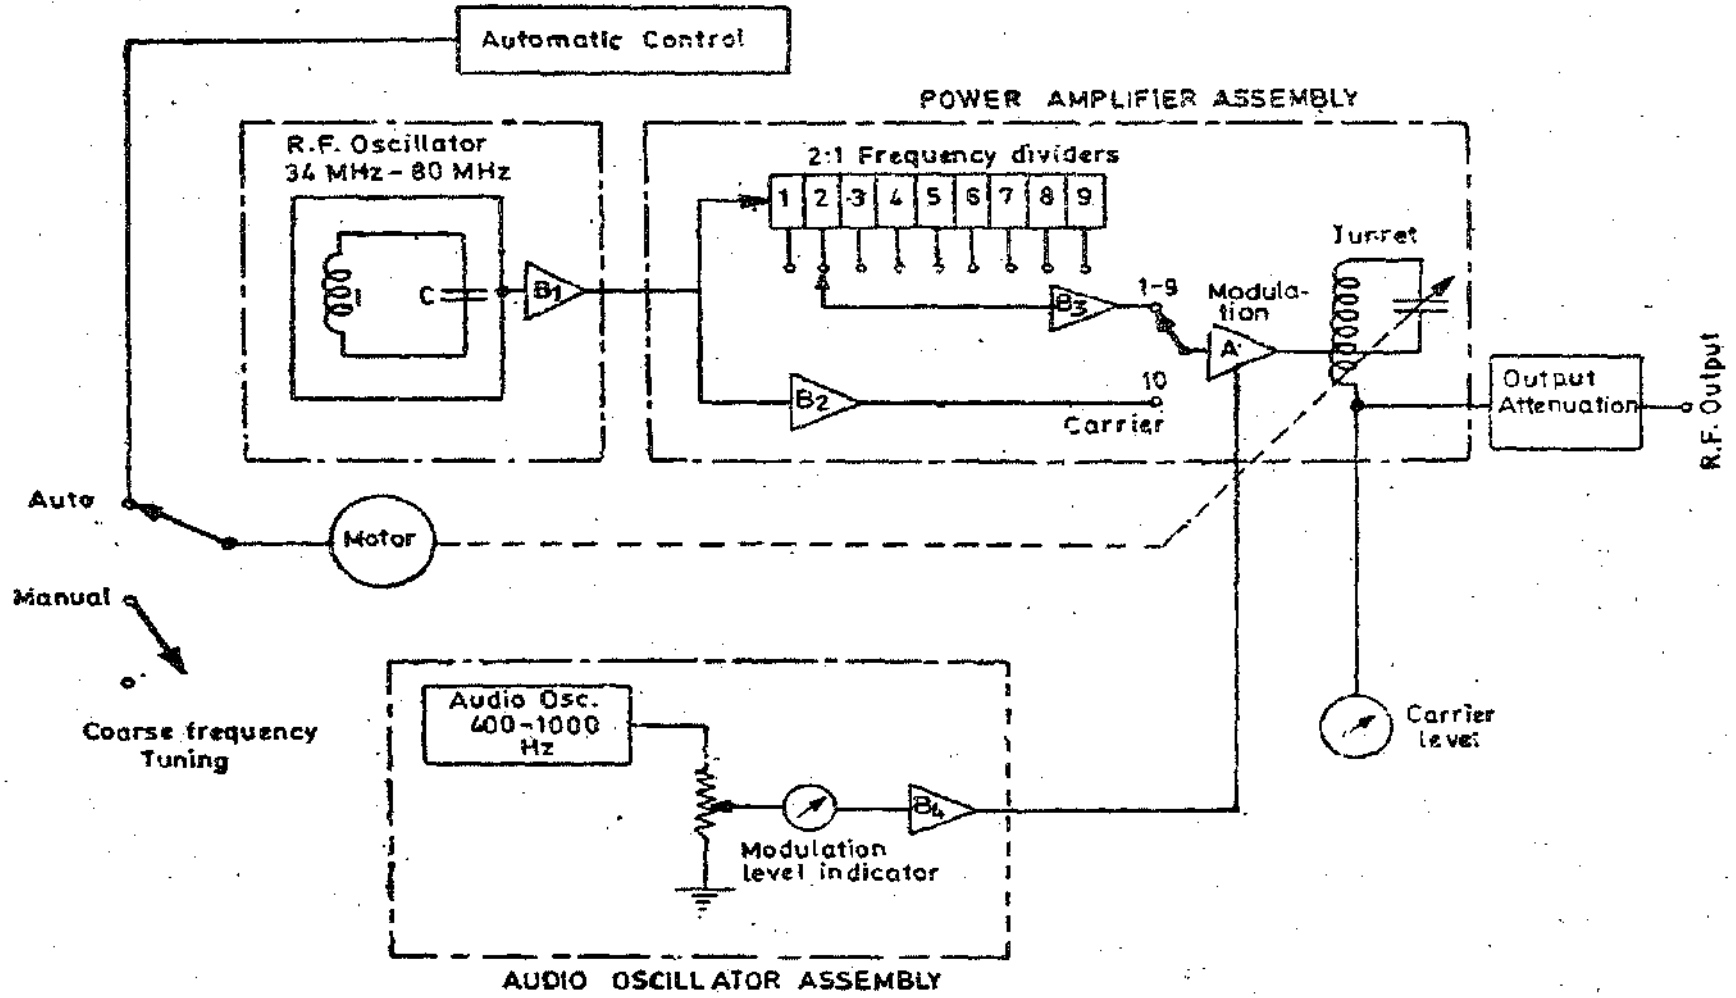 Automatic Control
POWER AMPLIFIER ASSEMBLY
R.F. Oscillator
34 MHz - 80 MHz
2:1 Frequency dividers
1 2 3 4 5 6 7 8 9
C
B1
B3
1-9
Modula-
tion
A
Turret
B2
10
Carrier
Output
Attenuation
R.F. Output
Auto
Motor
Manual
Coarse frequency
Tuning
Audio Osc.
400-1000
Hz
Modulation
level indicator
B4
Carrier
level
AUDIO OSCILLATOR ASSEMBLY